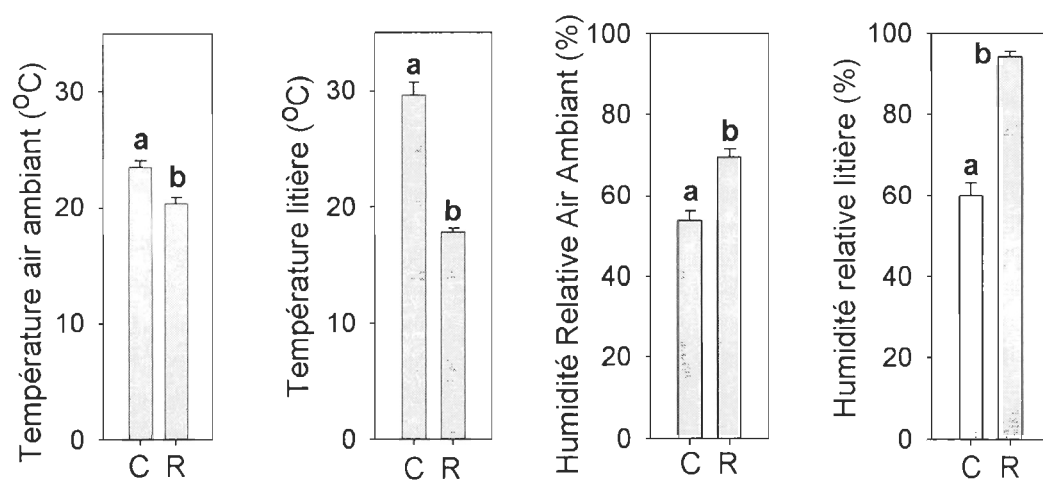 Température air ambiant (°C)
30
20
10
0
a
b
C R
Température litière (°C)
30
20
10
0
a
b
C R
Humidité Relative Air Ambiant (%)
100
80
60
40
20
0
a
b
C R
Humidité relative litière (%)
100
80
60
40
20
0
a
b
C R